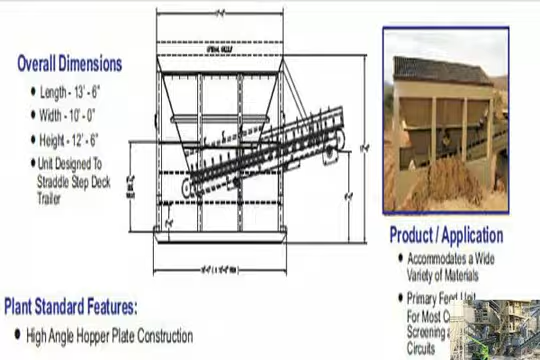 Overall Dimensions
Length - 13' - 6"
Width - 10' - 0"
Height - 12' - 6"
Unit Designed To
Straddle Step Deck
Trailer
Product / Application
Accommodates a Wide
Variety of Materials
Primary Feed Unit
For Most
Screening
Circuits
Plant Standard Features:
High Angle Hopper Plate Construction